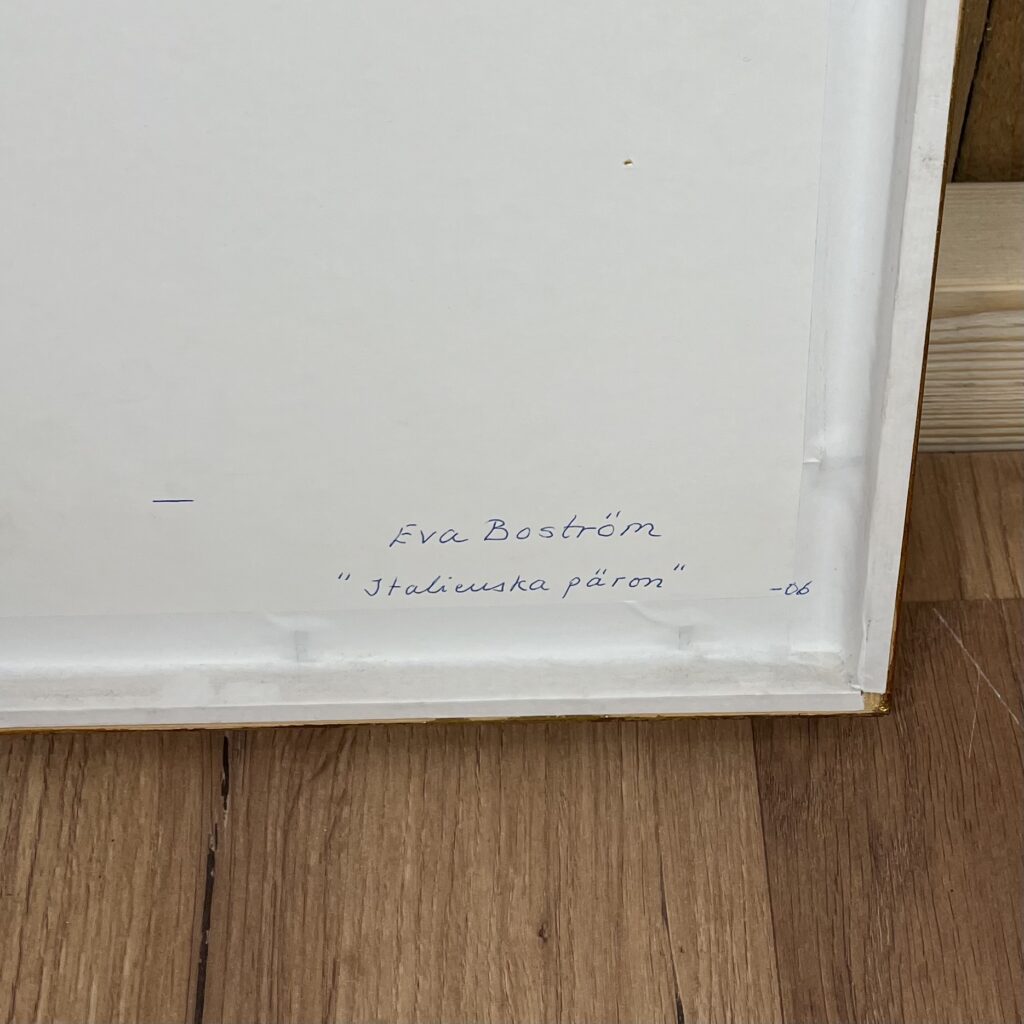 Eva Boström
"Italienska päron" -06